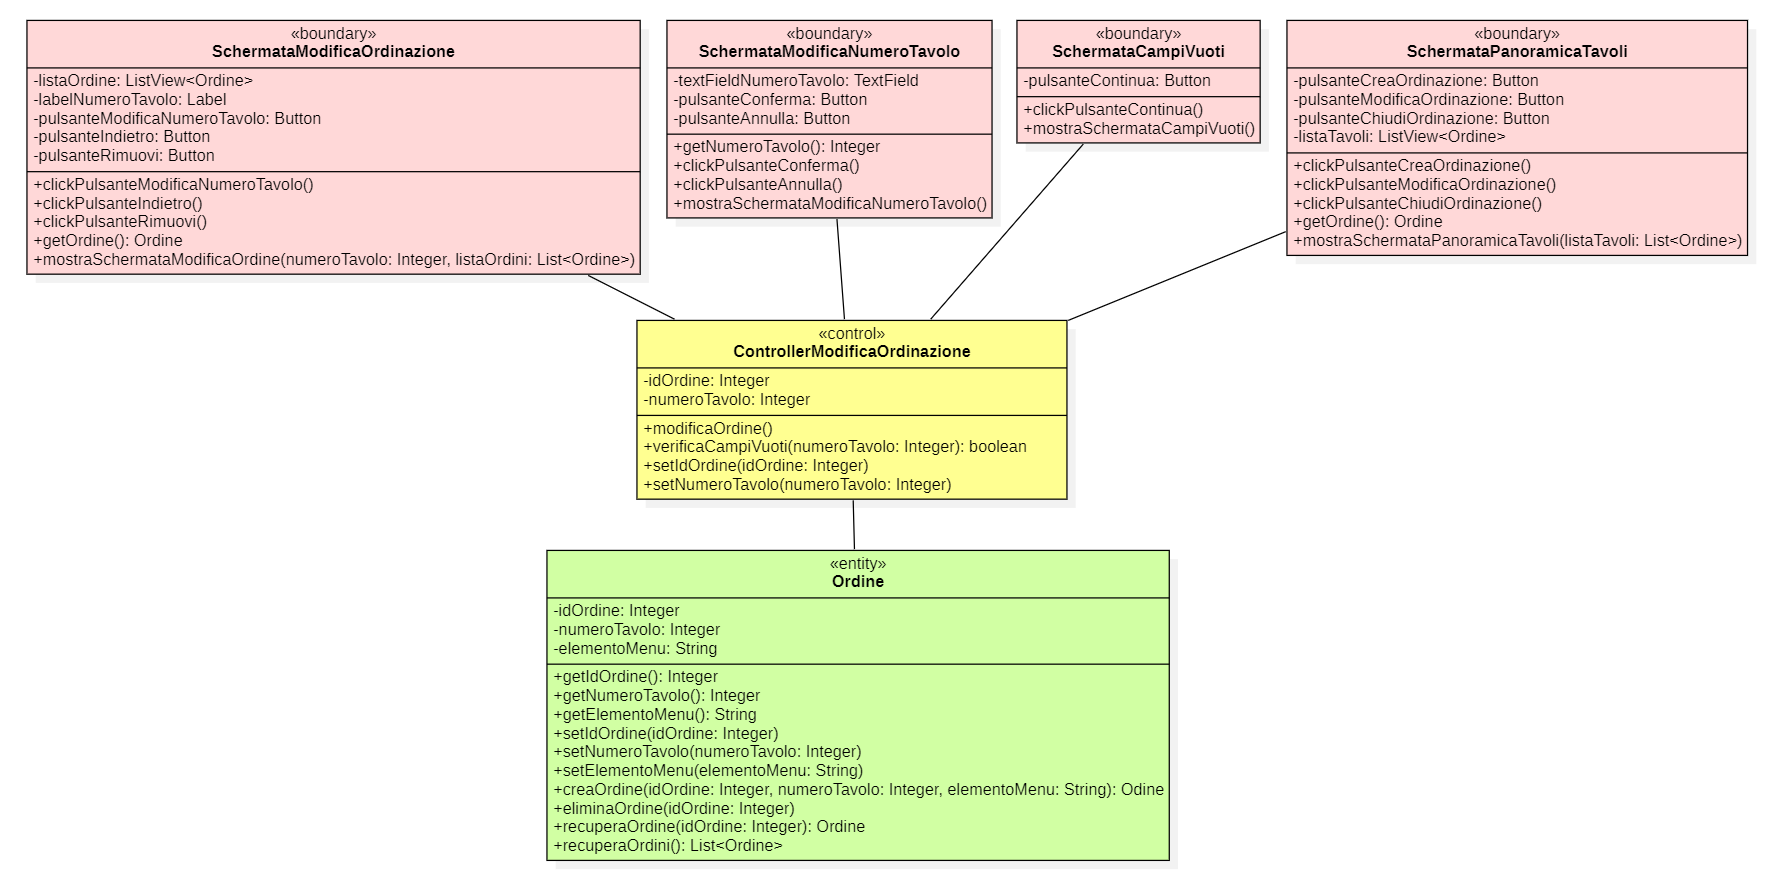 «boundary»
SchermataModificaOrdinazione
-listaOrdine: ListView<Ordine>
-labelNumeroTavolo: Label
-pulsanteModificaNumeroTavolo: Button
-pulsanteIndietro: Button
-pulsanteRimuovi: Button
+clickPulsanteModificaNumeroTavolo()
+clickPulsanteIndietro()
+clickPulsanteRimuovi()
+getOrdine(): Ordine
+mostraSchermataModificaOrdine(numeroTavolo: Integer, listaOrdini: List<Ordine>)
«boundary»
SchermataModificaNumeroTavolo
-textFieldNumeroTavolo: TextField
-pulsanteConferma: Button
-pulsanteAnnulla: Button
+getNumeroTavolo(): Integer
+clickPulsanteConferma()
+clickPulsanteAnnulla()
+mostraSchermataModificaNumeroTavolo()
«boundary»
SchermataCampiVuoti
-pulsanteContinua: Button
+clickPulsanteContinua()
+mostraSchermataCampiVuoti()
«boundary»
SchermataPanoramicaTavoli
-pulsanteCreaOrdinazione: Button
-pulsanteModificaOrdinazione: Button
-pulsanteChiudiOrdinazione: Button
-listaTavoli: ListView<Ordine>
+clickPulsanteCreaOrdinazione()
+clickPulsanteModificaOrdinazione()
+clickPulsanteChiudiOrdinazione()
+getOrdine(): Ordine
+mostraSchermataPanoramicaTavoli(listaTavoli: List<Ordine>)
«control»
ControllerModificaOrdinazione
-idOrdine: Integer
-numeroTavolo: Integer
+modificaOrdine()
+verificaCampiVuoti(numeroTavolo: Integer): boolean
+setIdOrdine(idOrdine: Integer)
+setNumeroTavolo(numeroTavolo: Integer)
«entity»
Ordine
-idOrdine: Integer
-numeroTavolo: Integer
-elementoMenu: String
+getIdOrdine(): Integer
+getNumeroTavolo(): Integer
+getElementoMenu(): String
+setIdOrdine(idOrdine: Integer)
+setNumeroTavolo(numeroTavolo: Integer)
+setElementoMenu(elementoMenu: String)
+creaOrdine(idOrdine: Integer, numeroTavolo: Integer, elementoMenu: String): Odine
+eliminaOrdine(idOrdine: Integer)
+recuperaOrdine(idOrdine: Integer): Ordine
+recuperaOrdini(): List<Ordine>